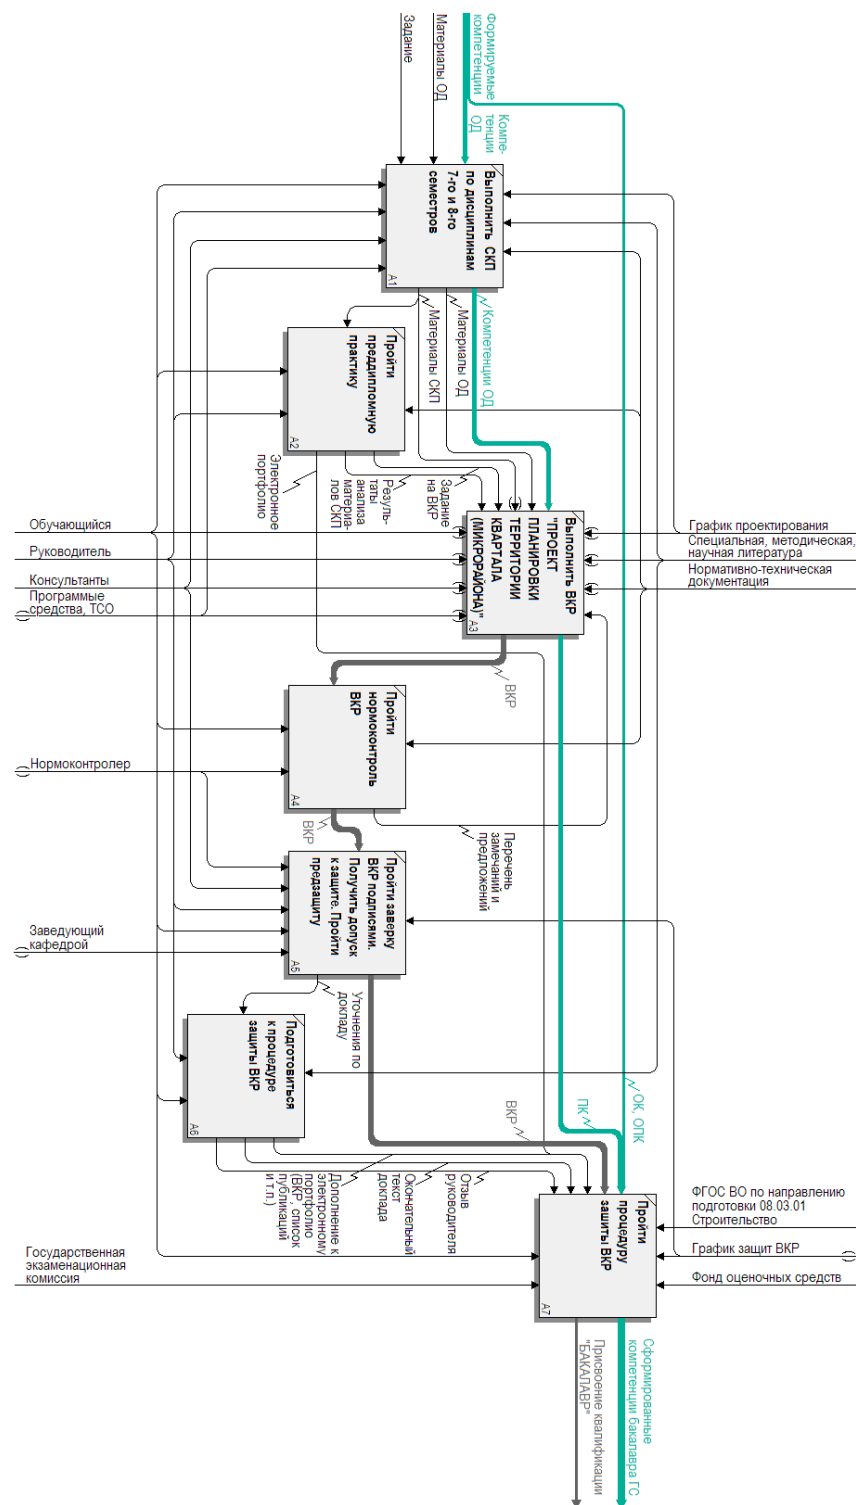 Формируемые
компетенции
Материалы ОД
Задание
Компе-
тенции
ОД
Выполнить СКП
по дисциплинам
7-го и 8-го
семестров
A1
Компетенции ОД
Материалы ОД
Материалы СКП
Пройти
преддипломную
практику
A2
Задание
на ВКР
Резуль-
таты
анализа
материа-
лов СКП
Электронное
портфолио
Обучающийся
Руководитель
Консультанты
Програмые
средства, ТСО
График проектирования
Специальная, методическая,
научная литература
Нормативно-техническая
документация
Выполнить ВКР
"ПРОЕКТ
ПЛАНИРОВКИ
ТЕРРИТОРИИ
КВАРТАЛА
(МИКРОРАЙОНА)"
A3
ВКР
Пройти
нормоконтроль
ВКР
A4
Нормоконтролер
ВКР
Перечень
замечаний и
предложений
Пройти заверку
ВКР подписями.
Получить допуск
к защите. Пройти
предзащиту
A5
Заведующий
кафедрой
Уточнения по
докладу
Подготовиться
к процедуре
защиты ВКР
A6
ОК, ОПК
ПК
ВКР
Отзыв
руководителя
Окончательный
текст
доклада
Дополнение к
электронному
портфолио
(ВКР, список
публикаций
и т.п.)
ФГОС ВО по направлению
подготовки 08.03.01
Строительство
График защит ВКР
Фонд оценочных средств
Государственная
экзаменационная
комиссия
Пройти
процедуру
зашиты ВКР
A7
Сформированные
компетенции бакалавра ГС
Присвоение квалификации
"БАКАЛАВР"